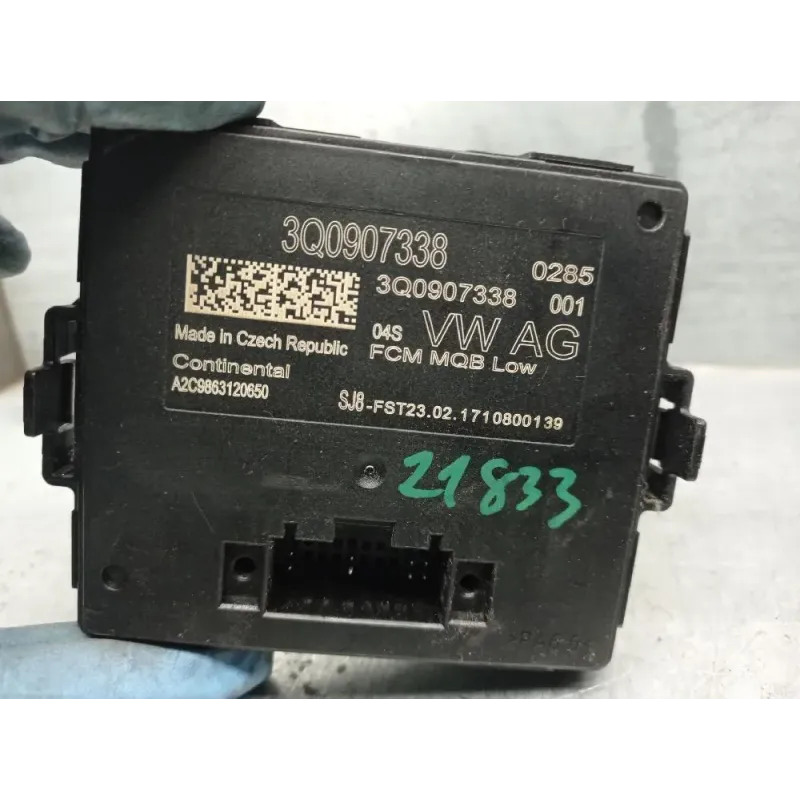 3Q0907338
0285
3Q0907338 001
Made in Czech Republic 04S VW AG
Continental FCM MQB Low
A2C9863120650
SJ8-FST23.02.1710800139
21833